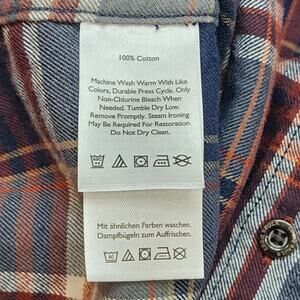 100% Cotton
Machine Wash Warm With Like
Colors, Durable Press Cycle. Only
Non-Chlorine Bleach When
Needed. Tumble Dry Low.
Remove Promptly. Steam Ironing
May Be Required For Restoration.
Do Not Dry Clean.
Mit ähnlichen Farben waschen.
Dampfbügeln zum Auffrischen.
40